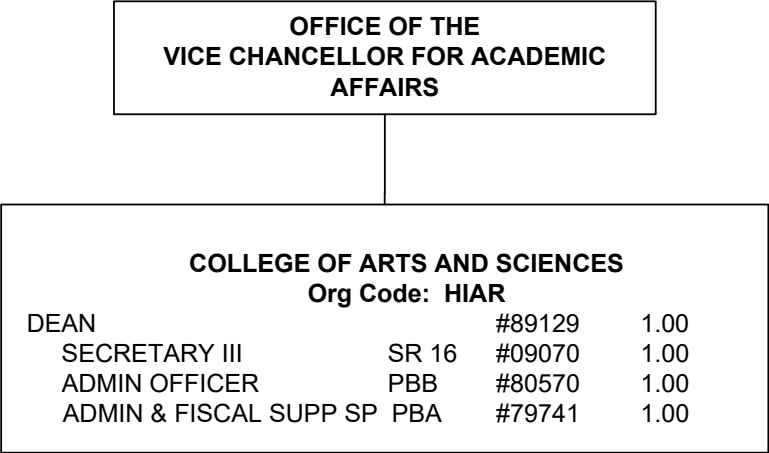 OFFICE OF THE
VICE CHANCELLOR FOR ACADEMIC
AFFAIRS
COLLEGE OF ARTS AND SCIENCES
Org Code: HIAR
DEAN #89129 1.00
SECRETARY III SR 16 #09070 1.00
ADMIN OFFICER PBB #80570 1.00
ADMIN & FISCAL SUPP SP PBA #79741 1.00